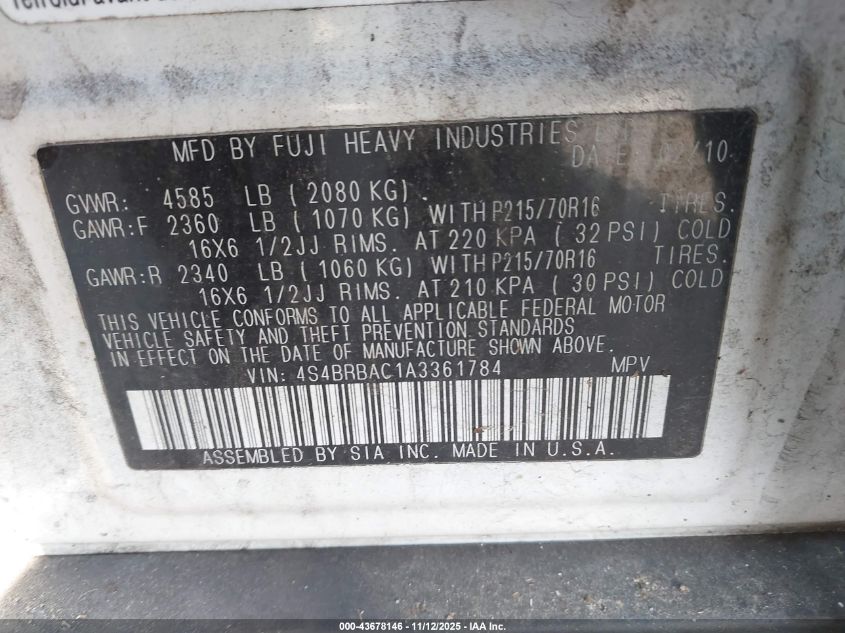 MFD BY FUJI HEAVY INDUSTRIES
DATE /10
GVWR: 4585 LB ( 2080 KG) .
GAWR:F 2360 LB ( 1070 KG) WITH P215/70R16 TIRES.
16X6 1/2JJ RIMS. AT 220 KPA ( 32 PSI) COLD
GAWR:R 2340 LB ( 1060 KG) WITH P215/70R16 TIRES.
16X6 1/2JJ RIMS. AT 210 KPA ( 30 PSI) COLD
THIS VEHICLE CONFORMS TO ALL APPLICABLE FEDERAL MOTOR
VEHICLE SAFETY AND THEFT PREVENTION STANDARDS
IN EFFECT ON THE DATE OF MANUFACTURE SHOWN ABOVE.
VIN: 4S4BRBAC1A3361784 MPV
ASSEMBLED BY SIA INC. MADE IN U.S.A.
000-43678146 - 11/12/2025 - IAA Inc.